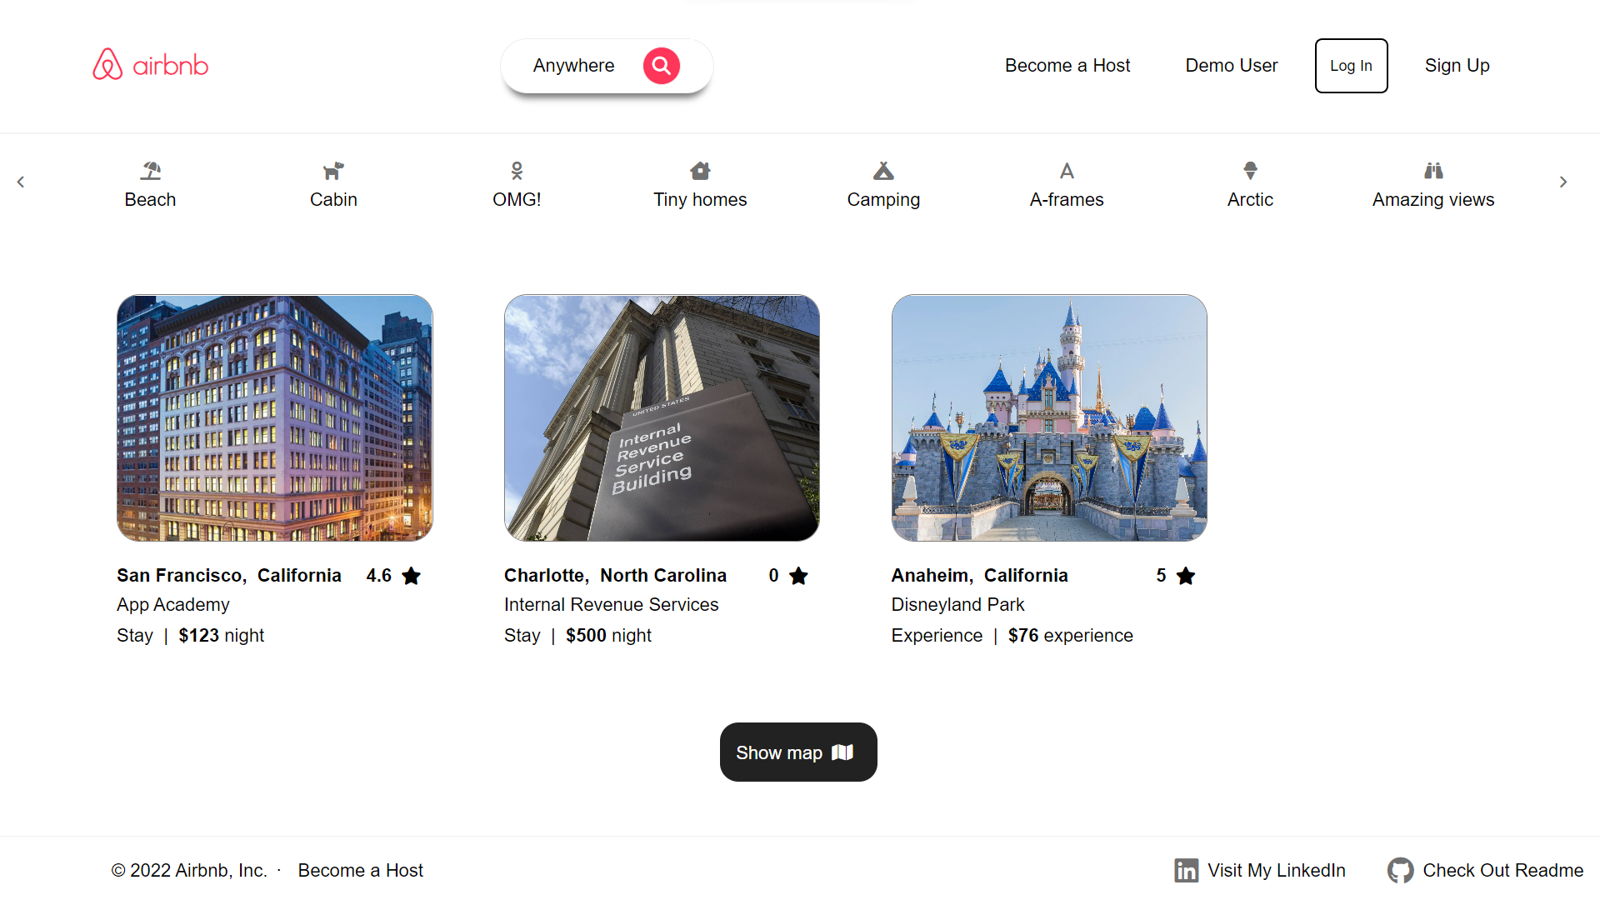 airbnb
Anywhere
Become a Host
Demo User
Log In
Sign Up
Beach
Cabin
OMG!
Tiny homes
Camping
A-frames
Arctic
Amazing views
UNITED STATES
Internal
Revenue
Service
Building
San Francisco, California 4.6
App Academy
Stay | $123 night
Charlotte, North Carolina 0
Internal Revenue Services
Stay | $500 night
Anaheim, California 5
Disneyland Park
Experience | $76 experience
Show map
© 2022 Airbnb, Inc. · Become a Host
Visit My LinkedIn
Check Out Readme